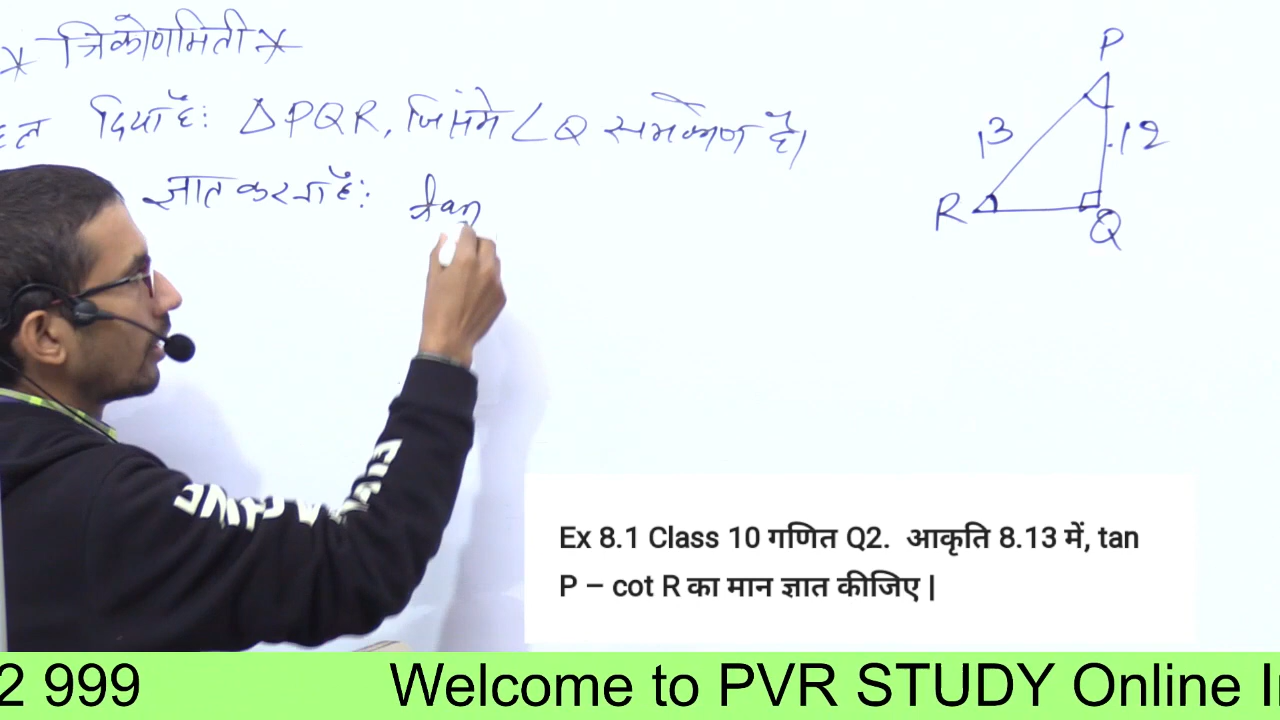 * त्रिकोणमिती *
हल दिया है: △PQR, जिसमे ∠Q समकोण है।
ज्ञात करना है: tan
P
13
12
R
Q
Ex 8.1 Class 10 गणित Q2. आकृति 8.13 में, tan
P – cot R का मान ज्ञात कीजिए |
2 999 Welcome to PVR STUDY Online I